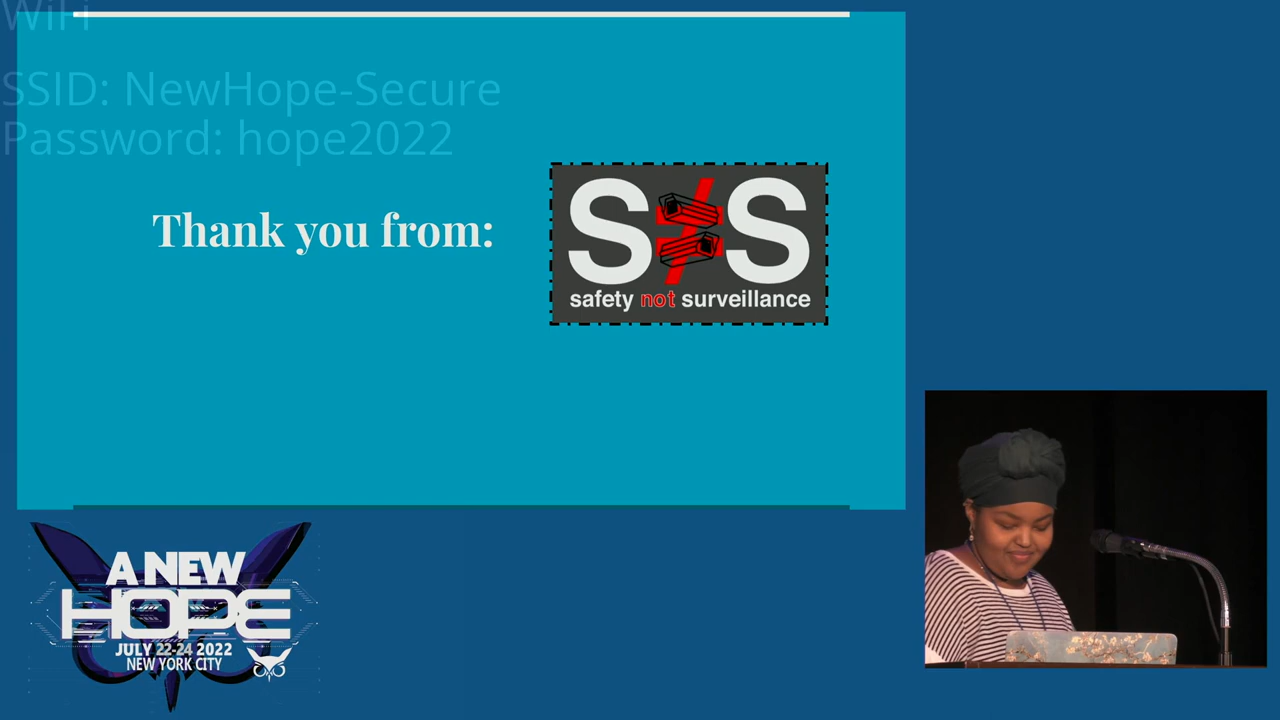 WiFi
SSID: NewHope-Secure
Password: hope2022
Thank you from:
S≠S
safety not surveillance
A NEW
HOPE
JULY 22-24 2022
NEW YORK CITY